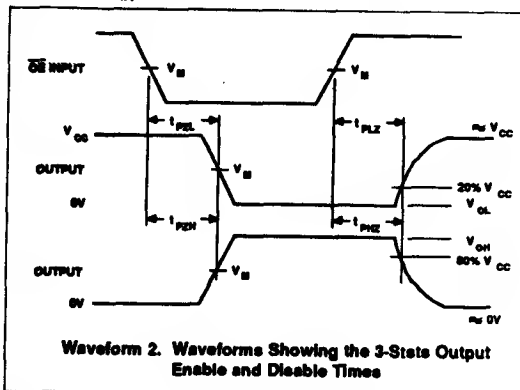 OE INPUT
V M
V M
t PZL
t PLZ
V CC
≈ V CC
OUTPUT
V M
20% V CC
0V
V OL
t PZH
t PHZ
V OH
OUTPUT
V M
80% V CC
0V
≈ 0V
Waveform 2. Waveforms Showing the 3-State Output
Enable and Disable Times